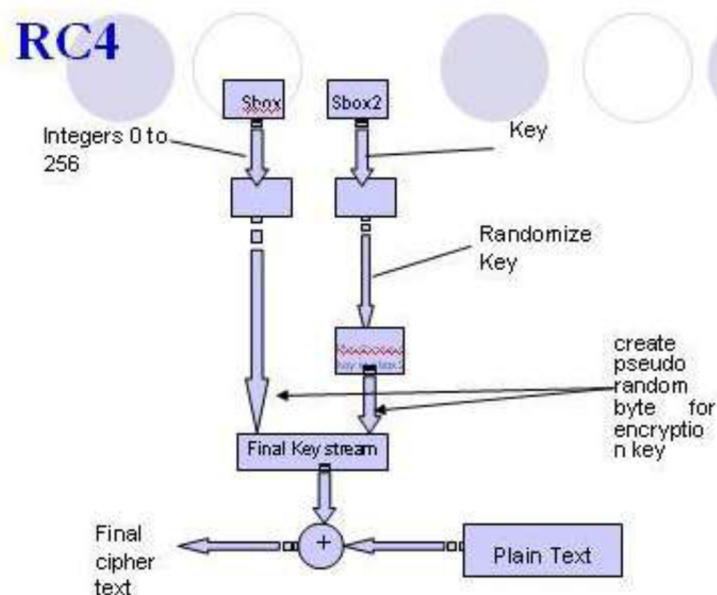 RC4
Sbox
Sbox2
Integers 0 to
256
Key
Randomize
Key
create
pseudo
random
byte for
encryptio
n key
Final Key stream
+
Final
cipher
text
Plain Text